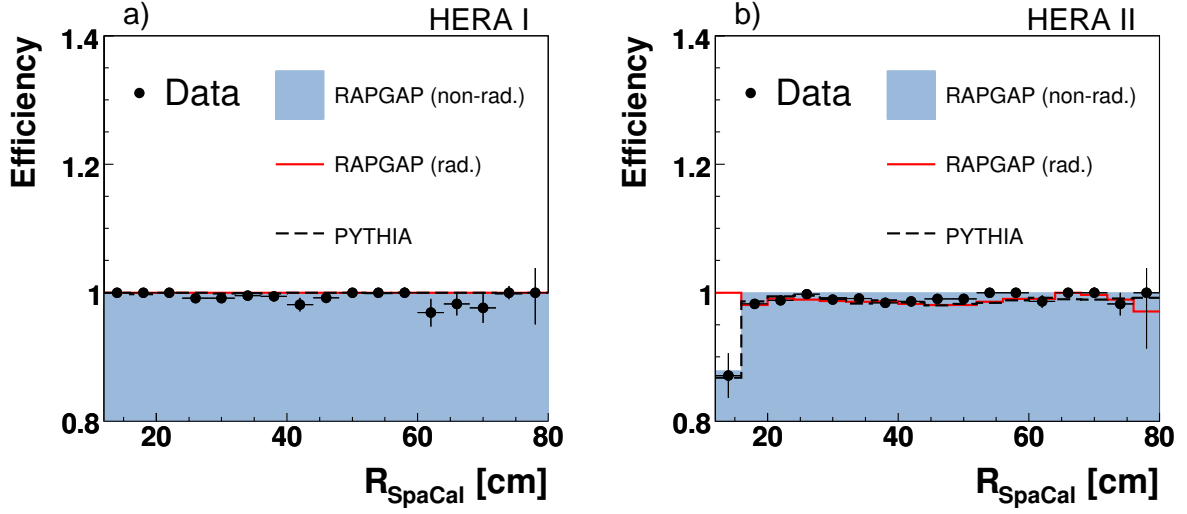 a)
HERA I
Efficiency
1.4
1.2
1
0.8
Data
RAPGAP (non-rad.)
RAPGAP (rad.)
PYTHIA
20
40
60
80
R_SpaCal [cm]
b)
HERA II
Efficiency
1.4
1.2
1
0.8
Data
RAPGAP (non-rad.)
RAPGAP (rad.)
PYTHIA
20
40
60
80
R_SpaCal [cm]